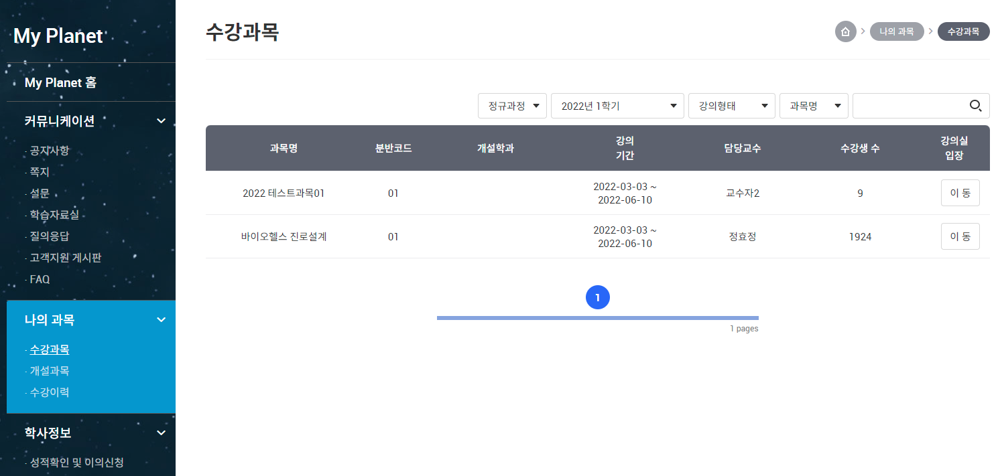 My Planet
My Planet 홈
커뮤니케이션
· 공지사항
· 쪽지
· 설문
· 학습자료실
· 질의응답
· 고객지원 게시판
· FAQ
나의 과목
· 수강과목
· 개설과목
· 수강이력
학사정보
· 성적확인 및 이의신청
수강과목
나의 과목 수강과목
정규과정 2022년 1학기 강의형태 과목명
과목명 분반코드 개설학과 강의 기간 담당교수 수강생 수 강의실 입장
2022 테스트과목01 01 2022-03-03 ~ 2022-06-10 교수자2 9 이 동
바이오헬스 진로설계 01 2022-03-03 ~ 2022-06-10 정효정 1924 이 동
1
1 pages